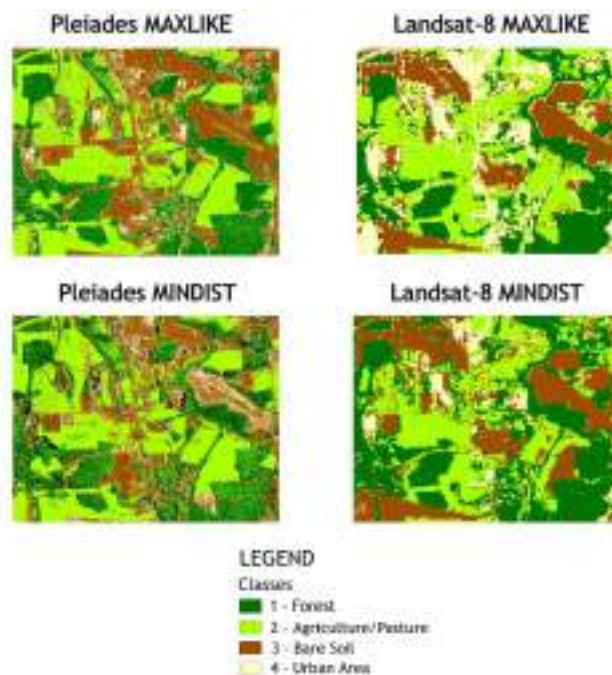 Pleiades MAXLIKE
Landsat-8 MAXLIKE
Pleiades MINDIST
Landsat-8 MINDIST
LEGEND
Classes
1 - Forest
2 - Agriculture/Pasture
3 - Bare Soil
4 - Urban Area